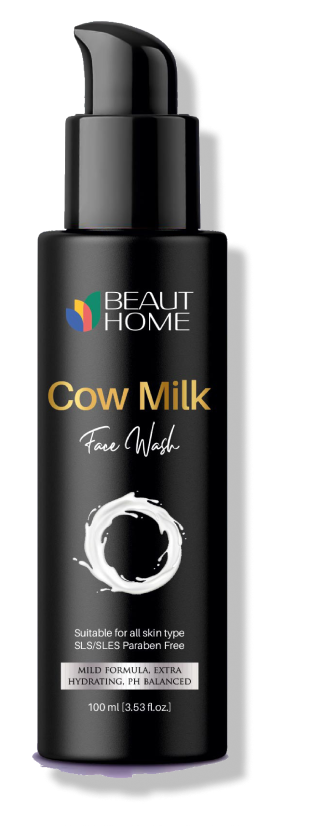 BEAUT
HOME
Cow Milk
Face Wash
Suitable for all skin type
SLS/SLES Paraben Free
MILD FORMULA, EXTRA
HYDRATING, PH BALANCED
100 ml [3.53 fl.oz.]